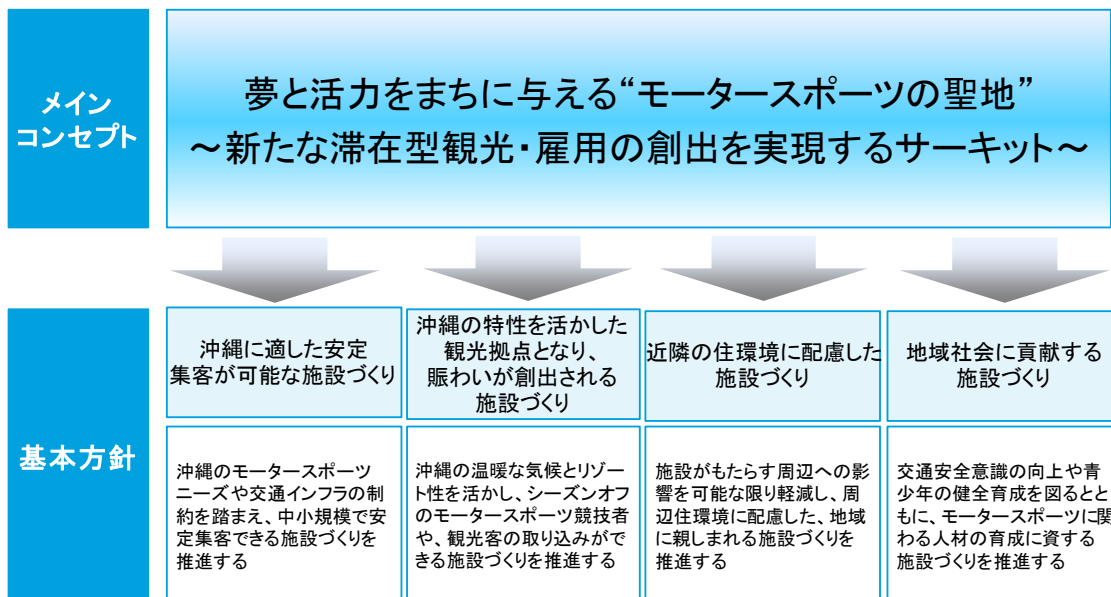 メイン
コンセプト
夢と活力をまちに与える“モータースポーツの聖地”
～新たな滞在型観光・雇用の創出を実現するサーキット～
基本方針
沖縄に適した安定
集客が可能な施設づくり
沖縄の特性を活かした
観光拠点となり、
賑わいが創出される
施設づくり
近隣の住環境に配慮した
施設づくり
地域社会に貢献する
施設づくり
沖縄のモータースポーツ
ニーズや交通インフラの制
約を踏まえ、中小規模で安
定集客できる施設づくりを
推進する
沖縄の温暖な気候とリゾー
ト性を活かし、シーズンオフ
のモータースポーツ競技者
や、観光客の取り込みがで
きる施設づくりを推進する
施設がもたらす周辺への影
響を可能な限り軽減し、周
辺住環境に配慮した、地域
に親しまれる施設づくりを
推進する
交通安全意識の向上や青
少年の健全育成を図るとと
もに、モータースポーツに関
わる人材の育成に資する
施設づくりを推進する